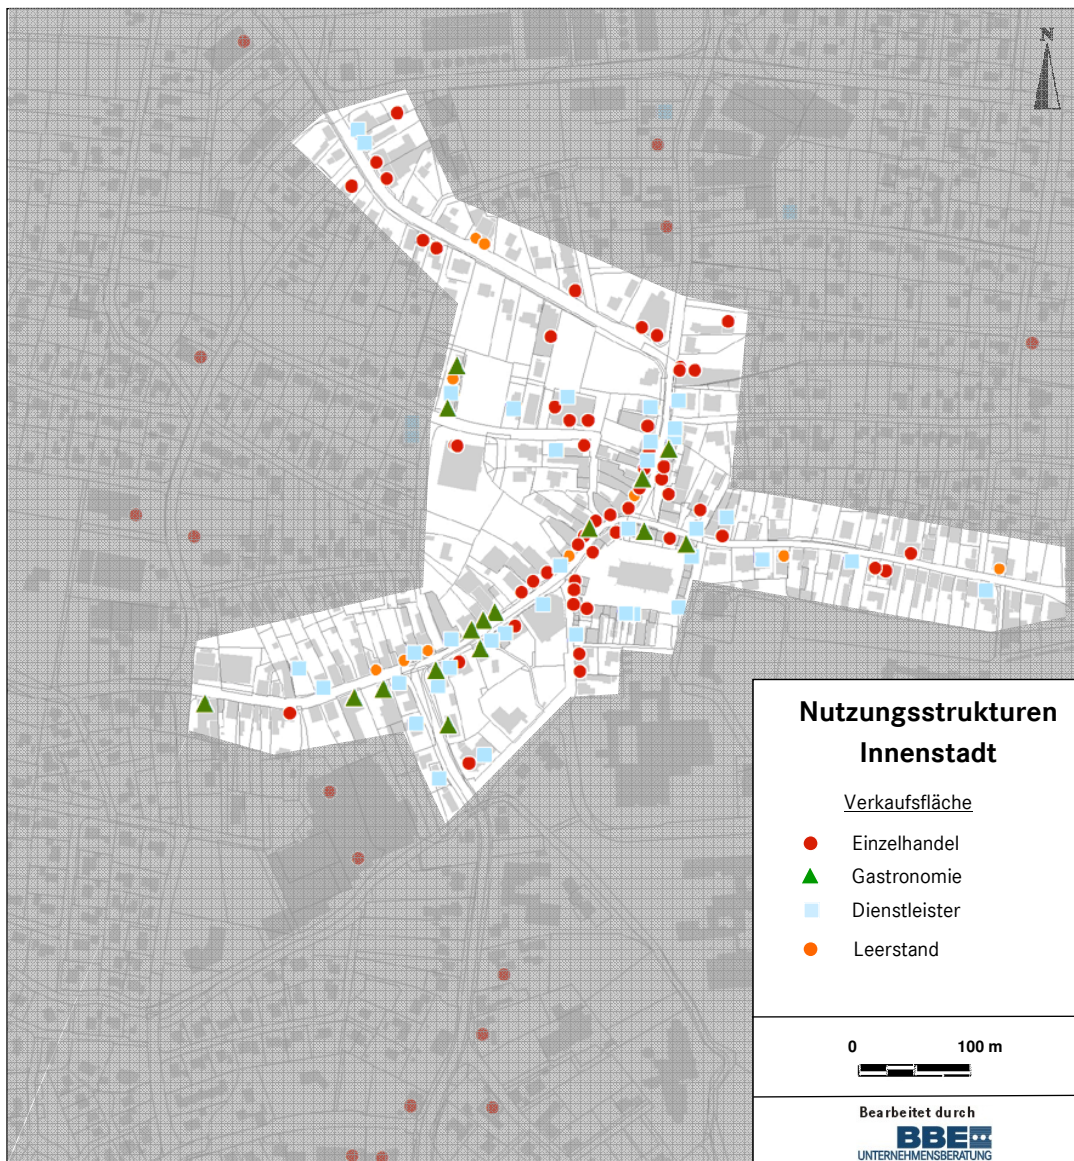 N
Nutzungsstrukturen
Innenstadt
Verkaufsfläche
Einzelhandel
Gastronomie
Dienstleister
Leerstand
0 100 m
Bearbeitet durch
BBE
UNTERNEHMENSBERATUNG